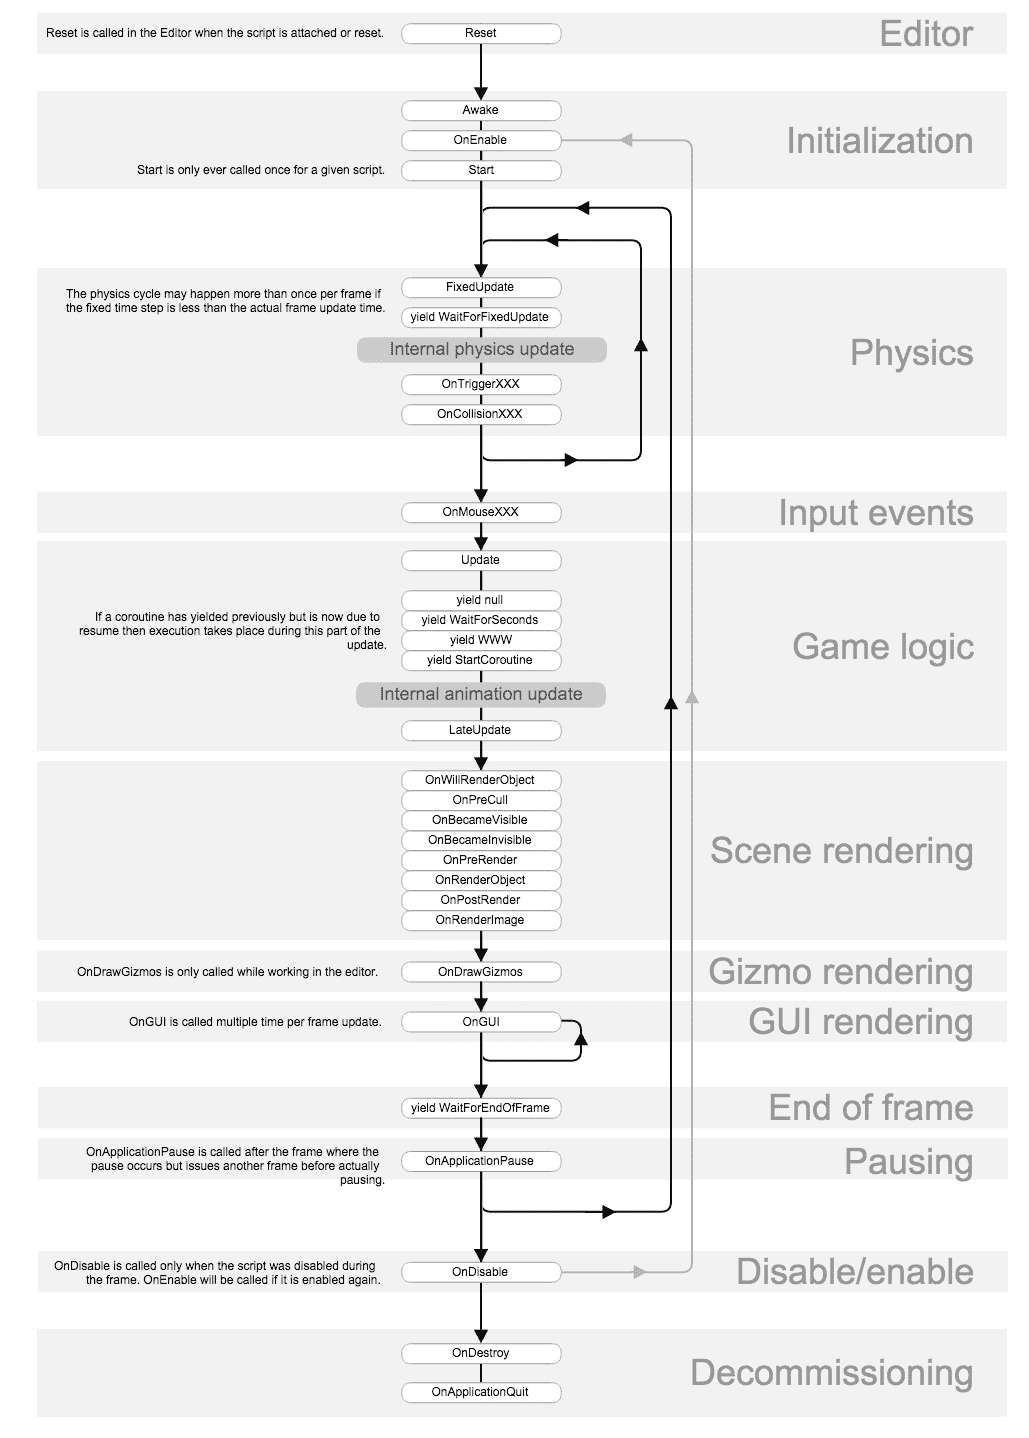 Reset is called in the Editor when the script is attached or reset.
Reset
Editor
Awake
OnEnable
Initialization
Start is only ever called once for a given script.
Start
FixedUpdate
The physics cycle may happen more than once per frame if
the fixed time step is less than the actual frame update time.
yield WaitForFixedUpdate
Internal physics update
Physics
OnTriggerXXX
OnCollisionXXX
OnMouseXXX
Input events
Update
yield null
If a coroutine has yielded previously but is now due to
resume then execution takes place during this part of the
update.
yield WaitForSeconds
yield WWW
yield StartCoroutine
Game logic
Internal animation update
LateUpdate
OnWillRenderObject
OnPreCull
OnBecameVisible
OnBecameInvisible
OnPreRender
OnRenderObject
OnPostRender
OnRenderImage
Scene rendering
OnDrawGizmos is only called while working in the editor.
OnDrawGizmos
Gizmo rendering
OnGUI is called multiple time per frame update.
OnGUI
GUI rendering
yield WaitForEndOfFrame
End of frame
OnApplicationPause is called after the frame where the
pause occurs but issues another frame before actually
pausing.
OnApplicationPause
Pausing
OnDisable is called only when the script was disabled during
the frame. OnEnable will be called if it is enabled again.
OnDisable
Disable/enable
OnDestroy
OnApplicationQuit
Decommissioning